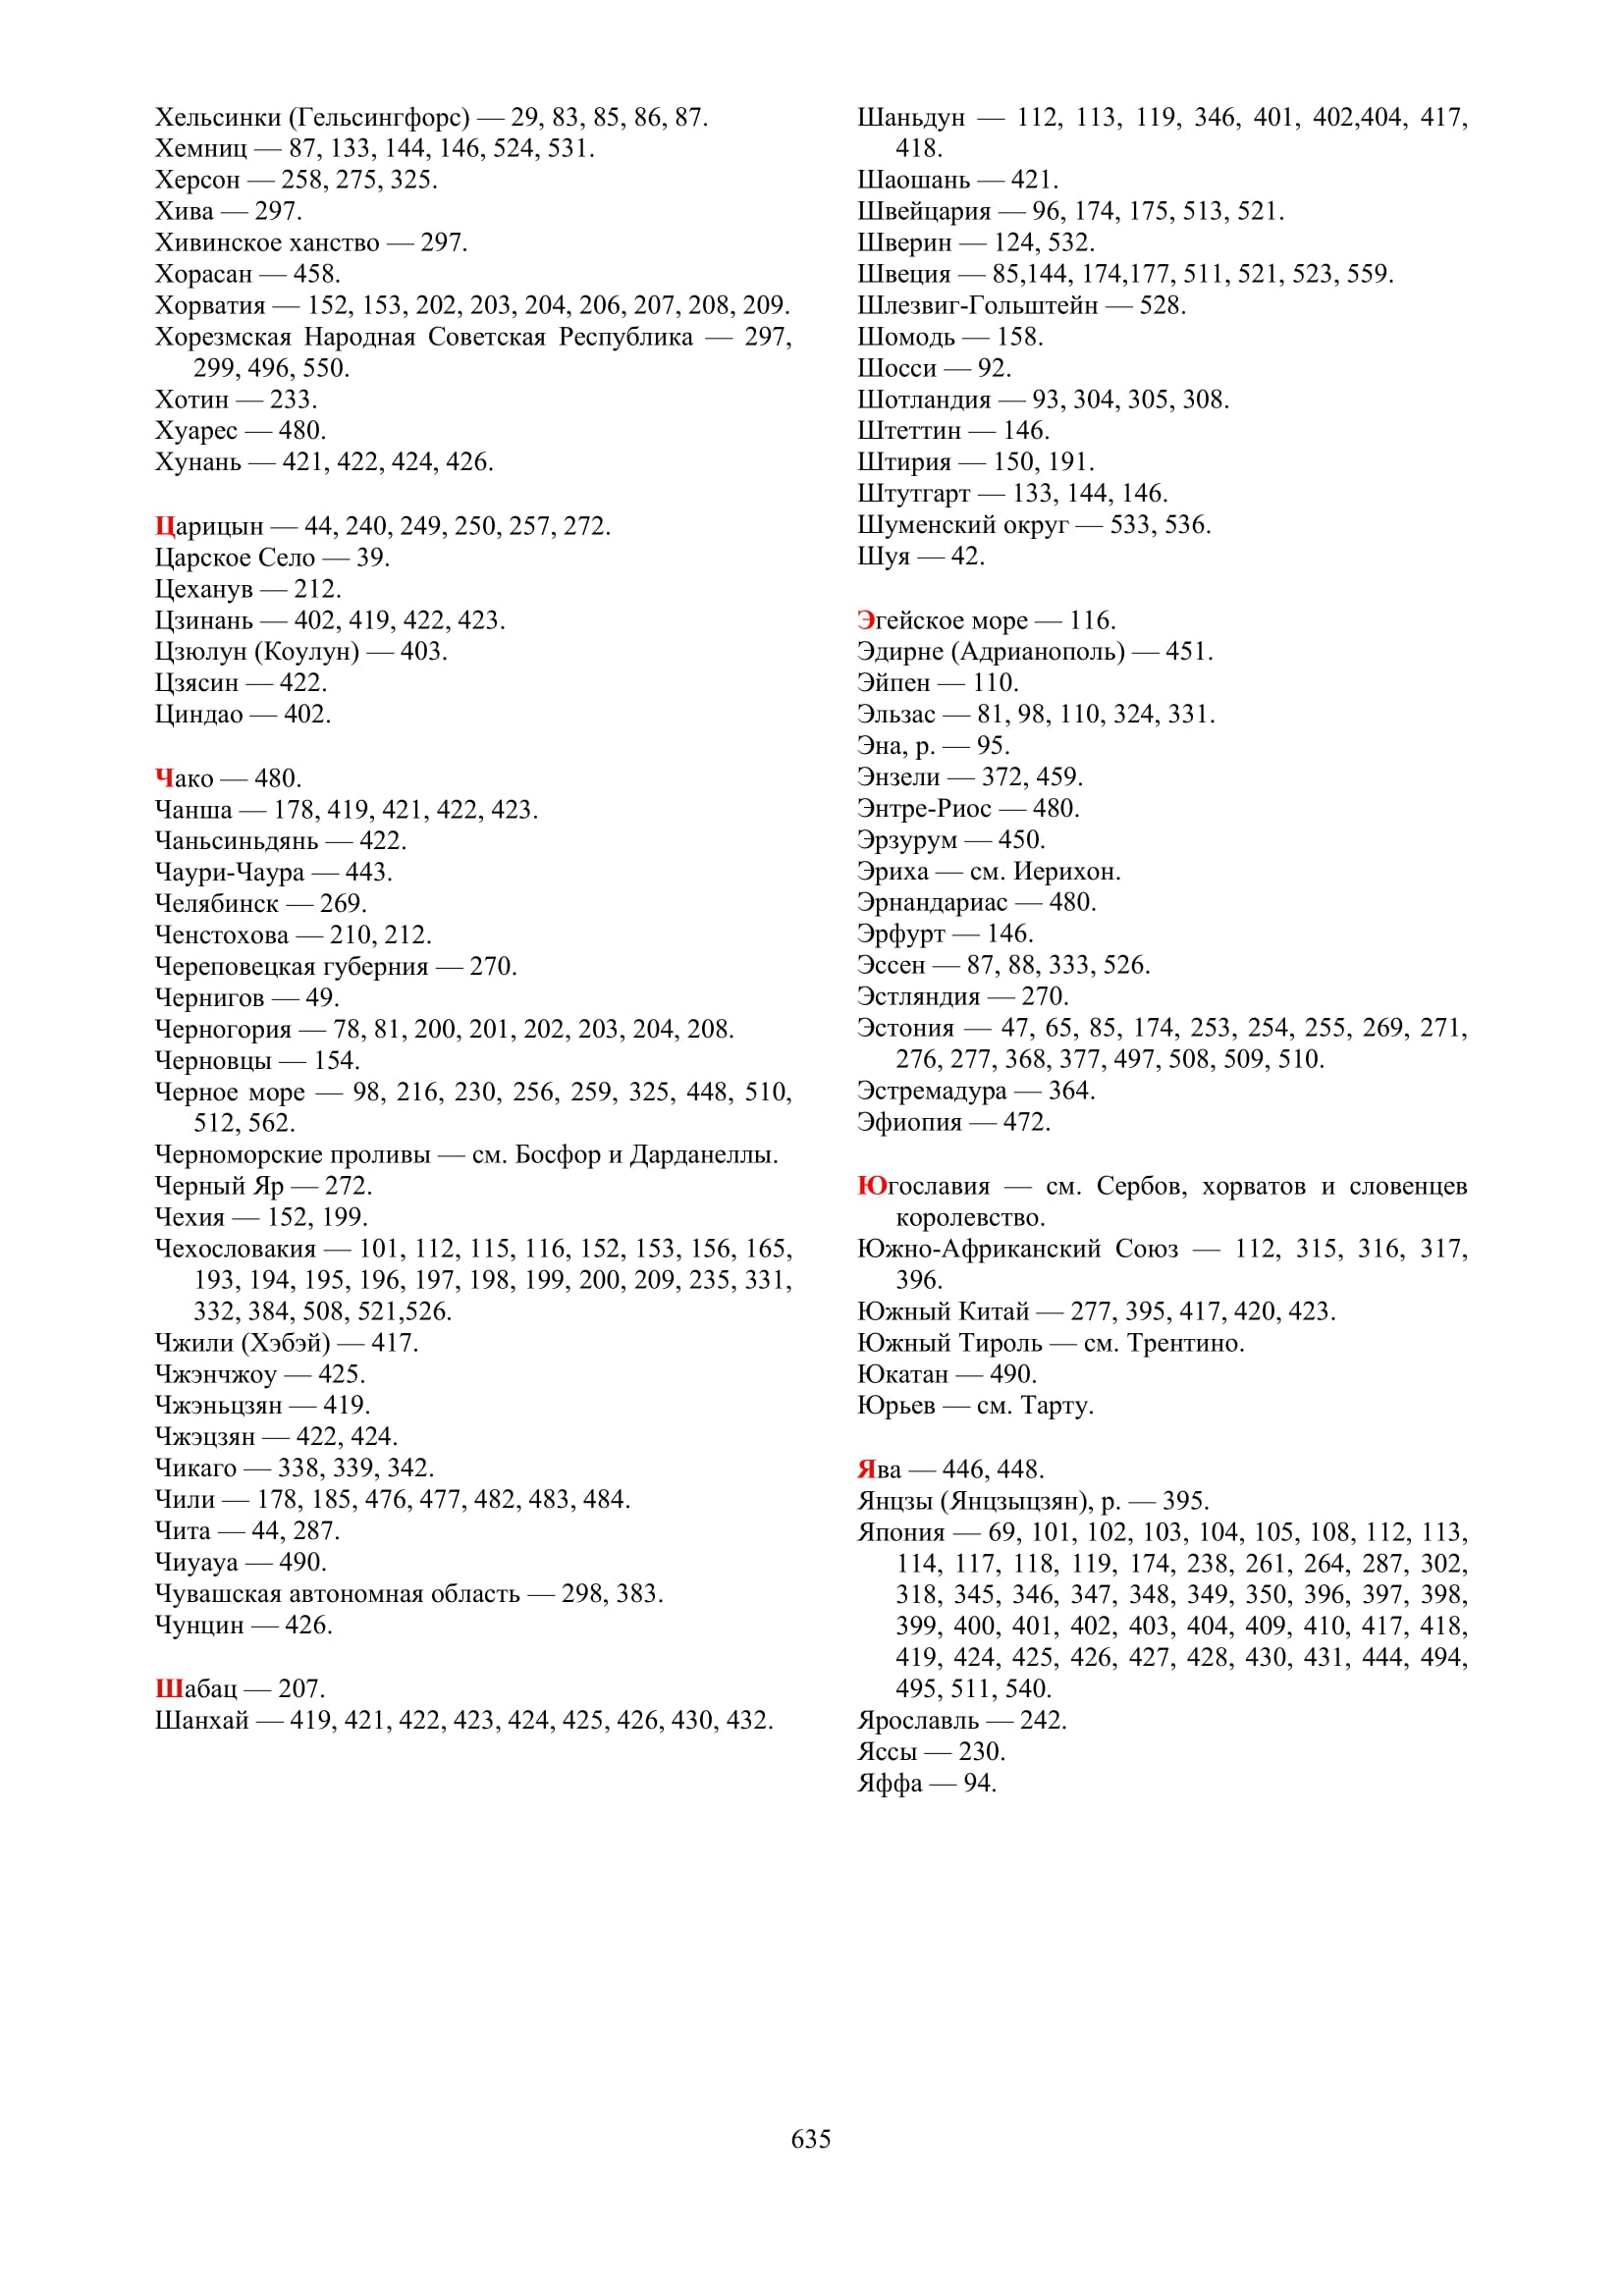 Хельсинки (Гельсингфорс) — 29, 83, 85, 86, 87.
Хемниц — 87, 133, 144, 146, 524, 531.
Херсон — 258, 275, 325.
Хива — 297.
Хивинское ханство — 297.
Хорасан — 458.
Хорватия — 152, 153, 202, 203, 204, 206, 207, 208, 209.
Хорезмская Народная Советская Республика — 297,
299, 496, 550.
Хотин — 233.
Хуарес — 480.
Хунань — 421, 422, 424, 426.
Царицын — 44, 240, 249, 250, 257, 272.
Царское Село — 39.
Цеханув — 212.
Цзинань — 402, 419, 422, 423.
Цзюлун (Коулун) — 403.
Цзясин — 422.
Циндао — 402.
Чако — 480.
Чанша — 178, 419, 421, 422, 423.
Чаньсиньдянь — 422.
Чаури-Чаура — 443.
Челябинск — 269.
Ченстохова — 210, 212.
Череповецкая губерния — 270.
Чернигов — 49.
Черногория — 78, 81, 200, 201, 202, 203, 204, 208.
Черновцы — 154.
Черное море — 98, 216, 230, 256, 259, 325, 448, 510,
512, 562.
Черноморские проливы — см. Босфор и Дарданеллы.
Черный Яр — 272.
Чехия — 152, 199.
Чехословакия — 101, 112, 115, 116, 152, 153, 156, 165,
193, 194, 195, 196, 197, 198, 199, 200, 209, 235, 331,
332, 384, 508, 521,526.
Чжили (Хэбэй) — 417.
Чжэнчжоу — 425.
Чжэньцзян — 419.
Чжэцзян — 422, 424.
Чикаго — 338, 339, 342.
Чили — 178, 185, 476, 477, 482, 483, 484.
Чита — 44, 287.
Чиуауа — 490.
Чувашская автономная область — 298, 383.
Чунцин — 426.
Шабац — 207.
Шанхай — 419, 421, 422, 423, 424, 425, 426, 430, 432.
Шаньдун — 112, 113, 119, 346, 401, 402,404, 417,
418.
Шаошань — 421.
Швейцария — 96, 174, 175, 513, 521.
Шверин — 124, 532.
Швеция — 85,144, 174,177, 511, 521, 523, 559.
Шлезвиг-Гольштейн — 528.
Шомодь — 158.
Шосси — 92.
Шотландия — 93, 304, 305, 308.
Штеттин — 146.
Штирия — 150, 191.
Штутгарт — 133, 144, 146.
Шуменский округ — 533, 536.
Шуя — 42.
Эгейское море — 116.
Эдирне (Адрианополь) — 451.
Эйпен — 110.
Эльзас — 81, 98, 110, 324, 331.
Эна, р. — 95.
Энзели — 372, 459.
Энтре-Риос — 480.
Эрзурум — 450.
Эриха — см. Иерихон.
Эрнандариас — 480.
Эрфурт — 146.
Эссен — 87, 88, 333, 526.
Эстляндия — 270.
Эстония — 47, 65, 85, 174, 253, 254, 255, 269, 271,
276, 277, 368, 377, 497, 508, 509, 510.
Эстремадура — 364.
Эфиопия — 472.
Югославия — см. Сербов, хорватов и словенцев
королевство.
Южно-Африканский Союз — 112, 315, 316, 317,
396.
Южный Китай — 277, 395, 417, 420, 423.
Южный Тироль — см. Трентино.
Юкатан — 490.
Юрьев — см. Тарту.
Ява — 446, 448.
Янцзы (Янцзыцзян), р. — 395.
Япония — 69, 101, 102, 103, 104, 105, 108, 112, 113,
114, 117, 118, 119, 174, 238, 261, 264, 287, 302,
318, 345, 346, 347, 348, 349, 350, 396, 397, 398,
399, 400, 401, 402, 403, 404, 409, 410, 417, 418,
419, 424, 425, 426, 427, 428, 430, 431, 444, 494,
495, 511, 540.
Ярославль — 242.
Яссы — 230.
Яффа — 94.
635